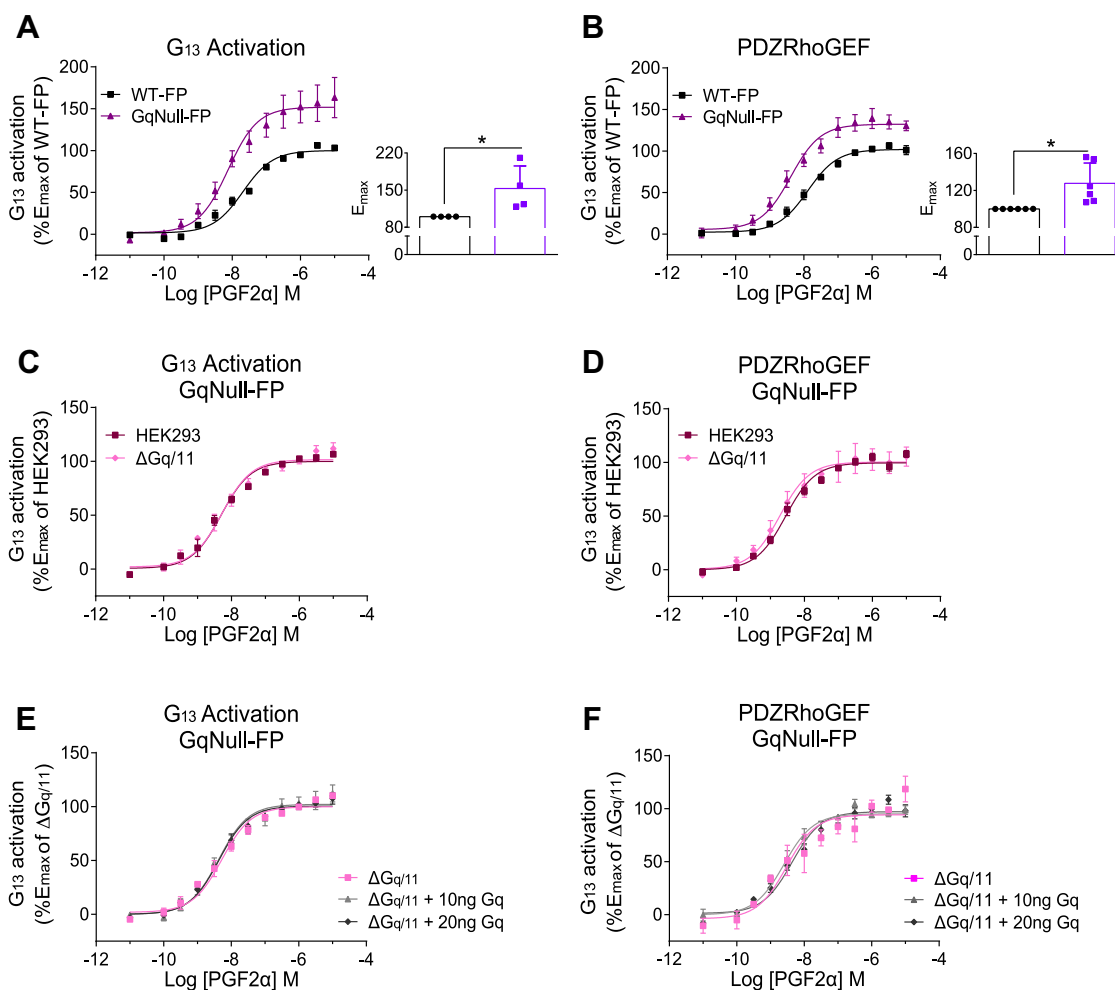 A
G13 Activation
G13 activation
(%Emax of WT-FP)
200
150
100
50
0
WT-FP
GqNull-FP
-12
-10
-8
-6
-4
Log [PGF2α] M
Emax
220
150
80
0
*
B
PDZRhoGEF
G13 activation
(%Emax of WT-FP)
200
150
100
50
0
WT-FP
GqNull-FP
-12
-10
-8
-6
-4
Log [PGF2α] M
Emax
160
120
80
0
*
C
G13 Activation
GqNull-FP
G13 activation
(%Emax of HEK293)
150
100
50
0
HEK293
ΔGq/11
-12
-10
-8
-6
-4
Log [PGF2α] M
D
PDZRhoGEF
GqNull-FP
G13 activation
(%Emax of HEK293)
150
100
50
0
HEK293
ΔGq/11
-12
-10
-8
-6
-4
Log [PGF2α] M
E
G13 Activation
GqNull-FP
G13 activation
(%Emax of ΔGq/11)
150
100
50
0
ΔGq/11
ΔGq/11 + 10ng Gq
ΔGq/11 + 20ng Gq
-12
-10
-8
-6
-4
Log [PGF2α] M
F
PDZRhoGEF
GqNull-FP
G13 activation
(%Emax of ΔGq/11)
150
100
50
0
ΔGq/11
ΔGq/11 + 10ng Gq
ΔGq/11 + 20ng Gq
-12
-10
-8
-6
-4
Log [PGF2α] M